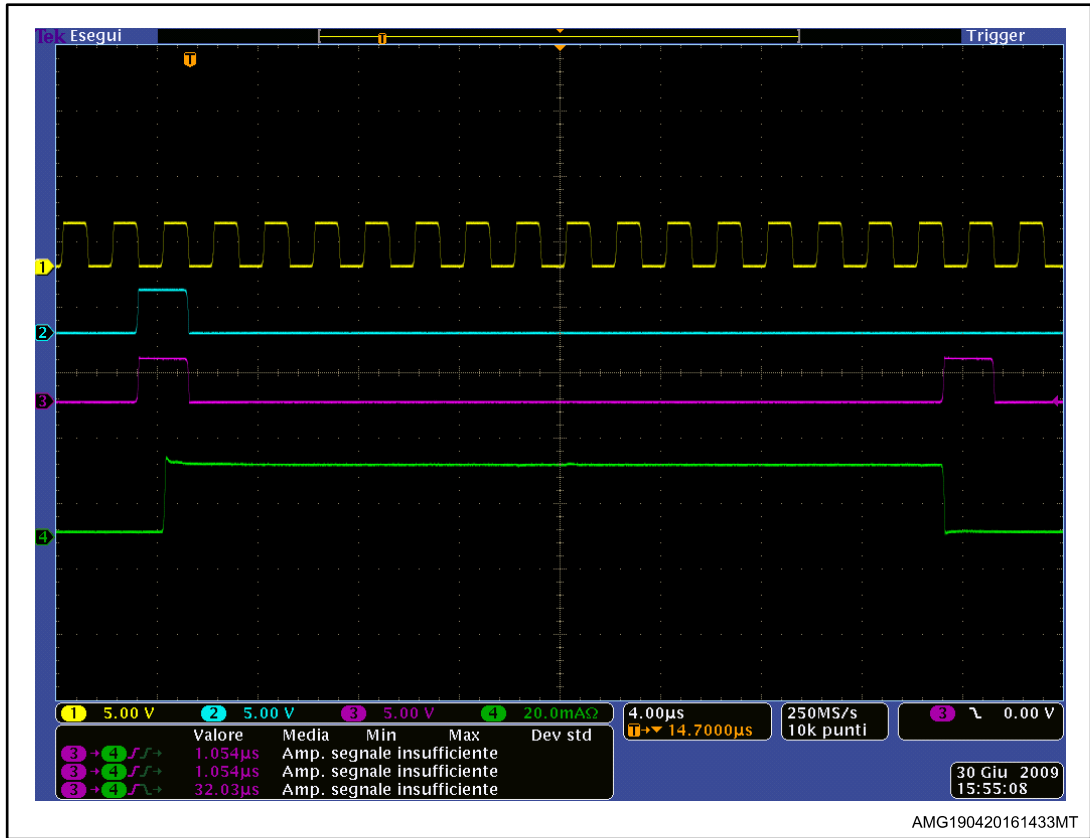 Tek Esegui Trigger
T
T
1
2
3
4
1 5.00 V 2 5.00 V 3 5.00 V 4 20.0mAΩ
4.00µs
T→▼ 14.7000µs
250MS/s
10k punti
3 0.00 V
Valore Media Min Max Dev std
3 → 4 1.054µs Amp. segnale insufficiente
3 → 4 1.054µs Amp. segnale insufficiente
3 → 4 32.03µs Amp. segnale insufficiente
30 Giu 2009
15:55:08
AMG190420161433MT